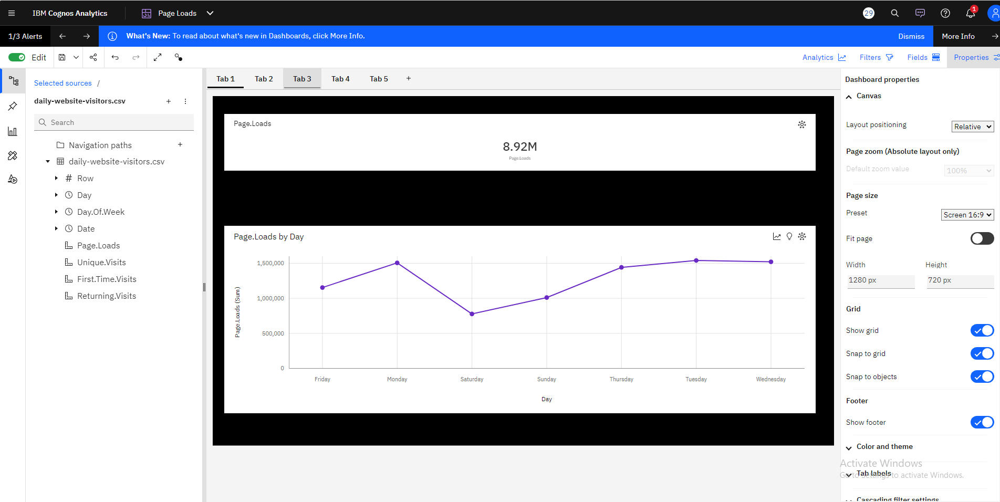 IBM Cognos Analytics
Page Loads
29
1
1/3 Alerts
What's New: To read about what's new in Dashboards, click More Info.
Dismiss
More Info
Edit
Analytics
Filters
Fields
Properties
Selected sources /
daily-website-visitors.csv
Search
Navigation paths
daily-website-visitors.csv
Row
Day
Day.Of.Week
Date
Page.Loads
Unique.Visits
First.Time.Visits
Returning.Visits
Tab 1
Tab 2
Tab 3
Tab 4
Tab 5
Page.Loads
8.92M
Page.Loads
Page.Loads by Day
Page.Loads (Sum)
1,500,000
1,000,000
500,000
0
Friday
Monday
Saturday
Sunday
Thursday
Tuesday
Wednesday
Day
Dashboard properties
Canvas
Layout positioning
Relative
Page zoom (Absolute layout only)
Default zoom value
100%
Page size
Preset
Screen 16:9
Fit page
Width
Height
1280 px
720 px
Grid
Show grid
Snap to grid
Snap to objects
Footer
Show footer
Color and theme
Activate Windows
Go to Settings to activate Windows.
Tab labels
Cascading filter settings